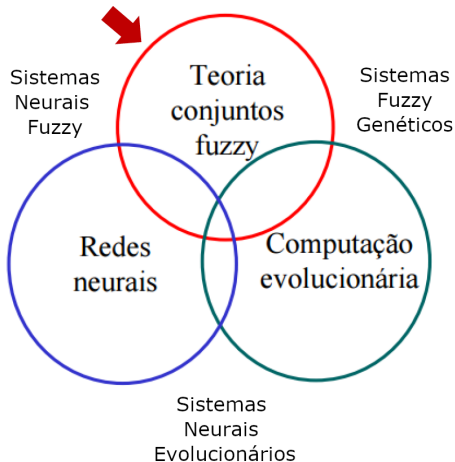 Sistemas
Neurais
Fuzzy
Teoria
conjuntos
fuzzy
Sistemas
Fuzzy
Genéticos
Redes
neurais
Computação
evolucionária
Sistemas
Neurais
Evolucionários